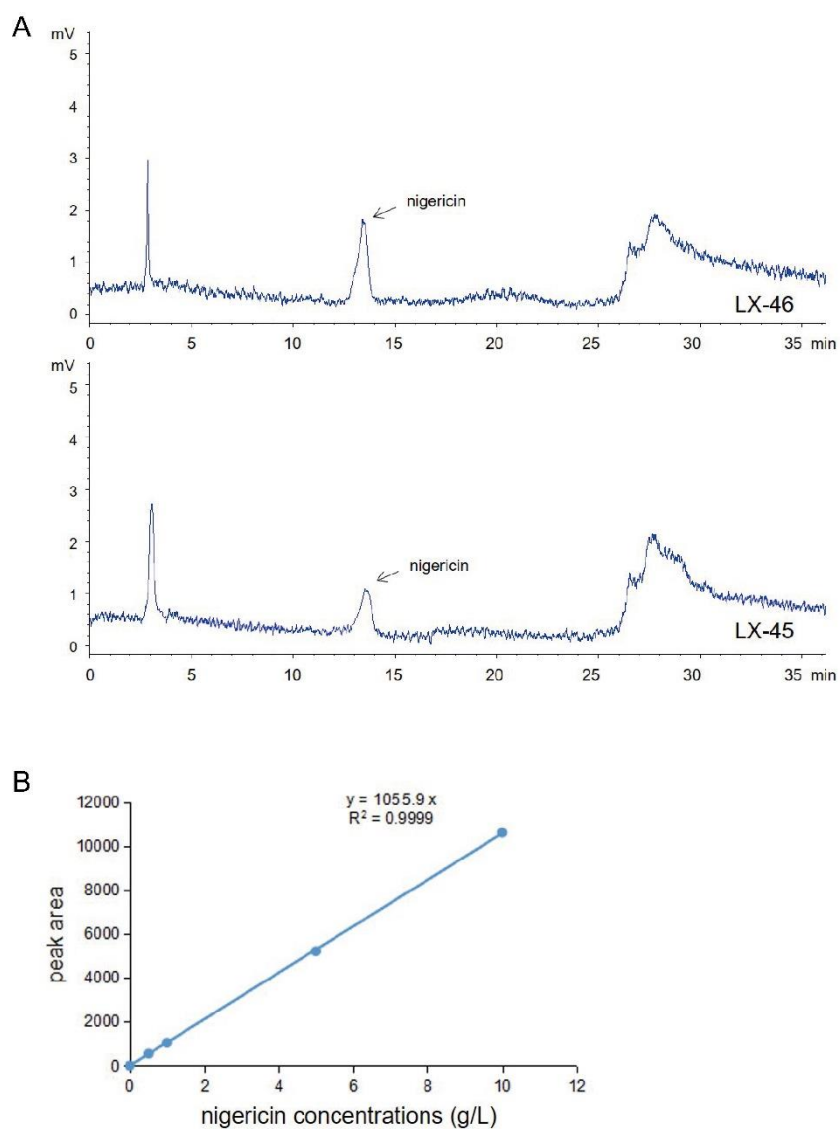 A
mV
5
4
3
2
1
0
nigericin
LX-46
0 5 10 15 20 25 30 35 min
mV
5
4
3
2
1
0
nigericin
LX-45
0 5 10 15 20 25 30 35 min
B
y = 1055.9 x
R² = 0.9999
12000
10000
8000
6000
4000
2000
0
peak area
0 2 4 6 8 10 12
nigericin concentrations (g/L)